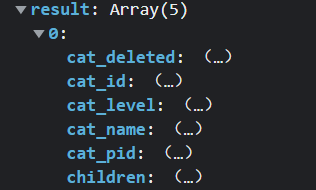 ▼result: Array(5)
▼0:
cat_deleted: (…)
cat_id: (…)
cat_level: (…)
cat_name: (…)
cat_pid: (…)
children: (…)